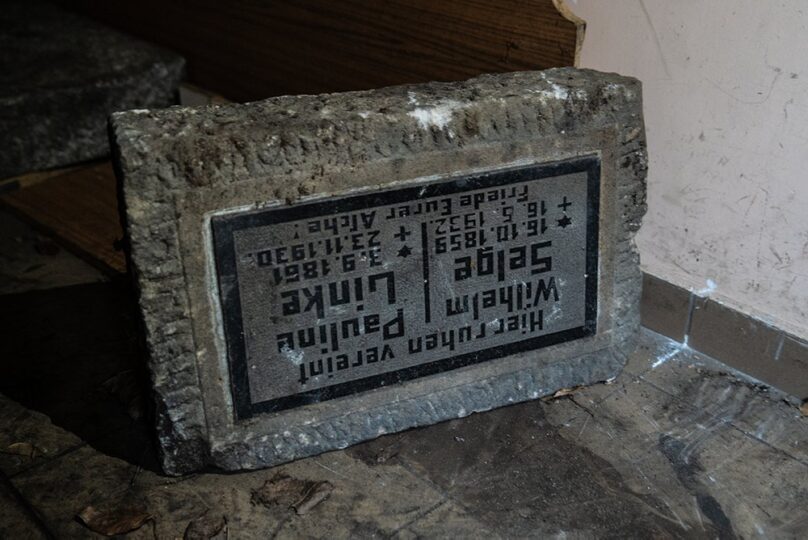 Hier ruhen vereint
Wilhelm Pauline
Selge Linke
* 16.10.1859 * 3.9.1861
+ 16. 5. 1932. + 23.11.1930.
Friede Eurer Aſche!